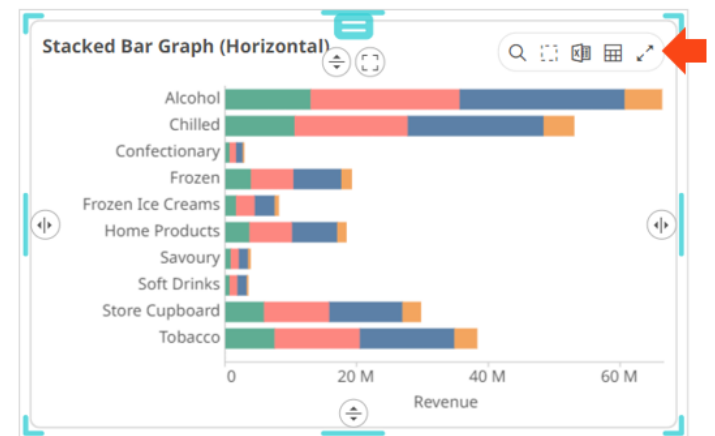 Stacked Bar Graph (Horizontal)
Alcohol
Chilled
Confectionary
Frozen
Frozen Ice Creams
Home Products
Savoury
Soft Drinks
Store Cupboard
Tobacco
0 20 M 40 M 60 M
Revenue